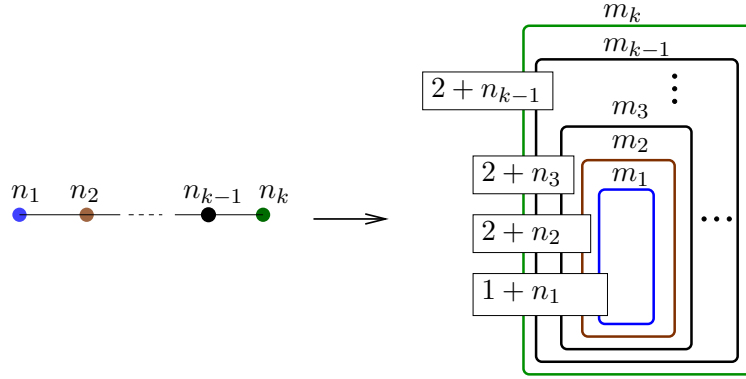 n₁ n₂ nₖ₋₁ nₖ
mₖ
mₖ₋₁
2 + nₖ₋₁
m₃
m₂
2 + n₃
m₁
2 + n₂
1 + n₁